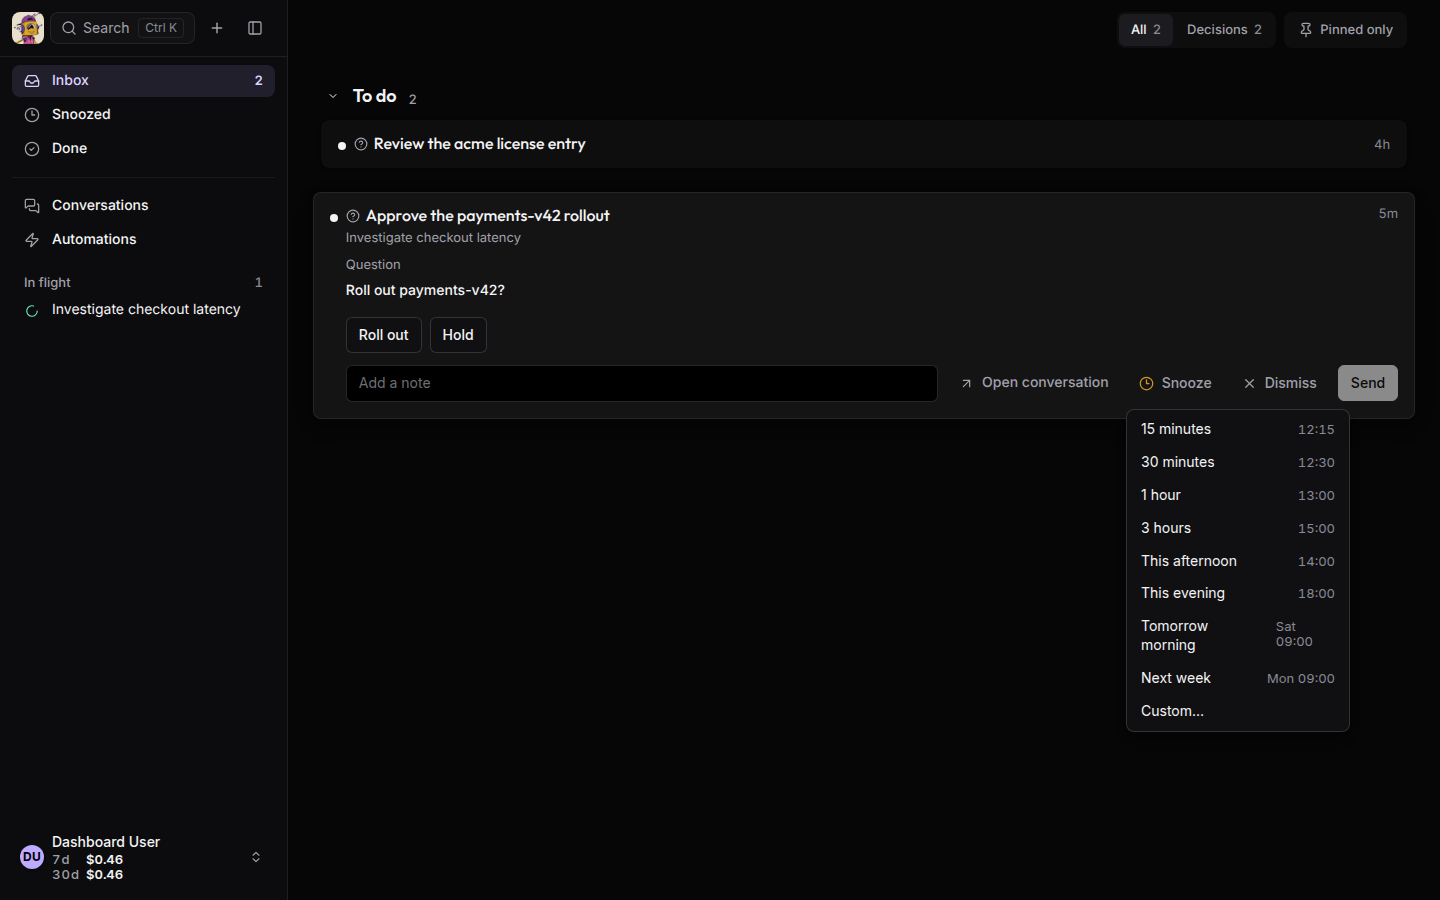 Search Ctrl K
All 2 Decisions 2 Pinned only
Inbox 2
Snoozed
Done
Conversations
Automations
In flight 1
Investigate checkout latency
To do 2
Review the acme license entry 4h
Approve the payments-v42 rollout 5m
Investigate checkout latency
Question
Roll out payments-v42?
Roll out Hold
Add a note Open conversation Snooze Dismiss Send
15 minutes 12:15
30 minutes 12:30
1 hour 13:00
3 hours 15:00
This afternoon 14:00
This evening 18:00
Tomorrow morning Sat 09:00
Next week Mon 09:00
Custom...
DU Dashboard User
7d $0.46
30d $0.46